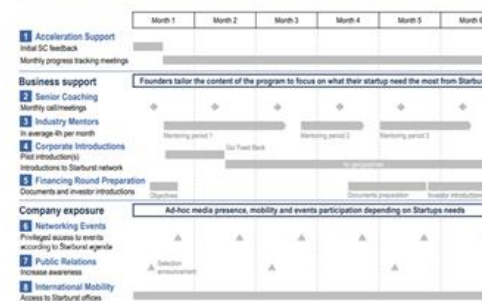 Month 1 Month 2 Month 3 Month 4 Month 5 Month 6
1 Acceleration Support
Initial SC feedback
Monthly progress tracking meetings
Business support Founders tailor the content of the program to focus on what their startup need the most from Starbu
2 Senior Coaching
Monthly call/meetings
3 Industry Mentors
In average 4h per month
Mentoring period 1 Mentoring period 2 Mentoring period 3
4 Corporate Introductions
Pilot introduction(s)
Feed Back
Introductions to Starburst network
5 Financing Round Preparation
Documents and investor introductions
Objectives Documents preparation Investor introductions
Company exposure Ad-hoc media presence, mobility and events participation depending on Startups needs
6 Networking Events
Privileged access to events
according to Starburst agenda
7 Public Relations
Increase awareness
Selection
announcement
8 International Mobility
Access to Starburst offices